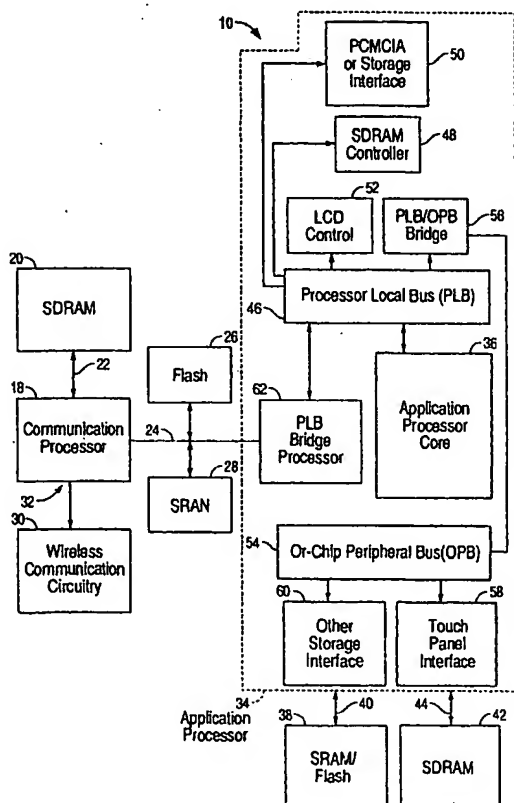 10
PCMCIA
or Storage
Interface
50
SDRAM
Controller
48
52
LCD
Control
PLB/OPB
Bridge
56
Processor Local Bus (PLB)
46
20
SDRAM
22
26
Flash
36
Application
Processor
Core
18
Communication
Processor
24
62
PLB
Bridge
Processor
28
SRAN
32
30
Wireless
Communication
Circuitry
54
Or-Chip Peripheral Bus(OPB)
60
Other
Storage
Interface
58
Touch
Panel
Interface
34
Application
Processor
40
44
38
SRAM/
Flash
42
SDRAM